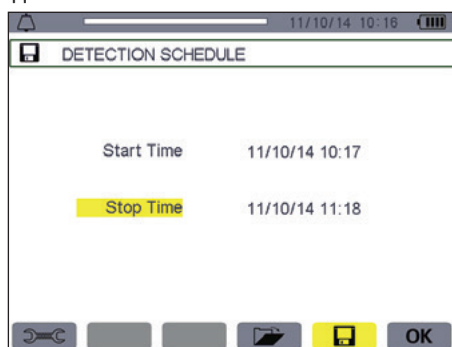 11/10/14 10:16
DETECTION SCHEDULE
Start Time 11/10/14 10:17
Stop Time 11/10/14 11:18
OK